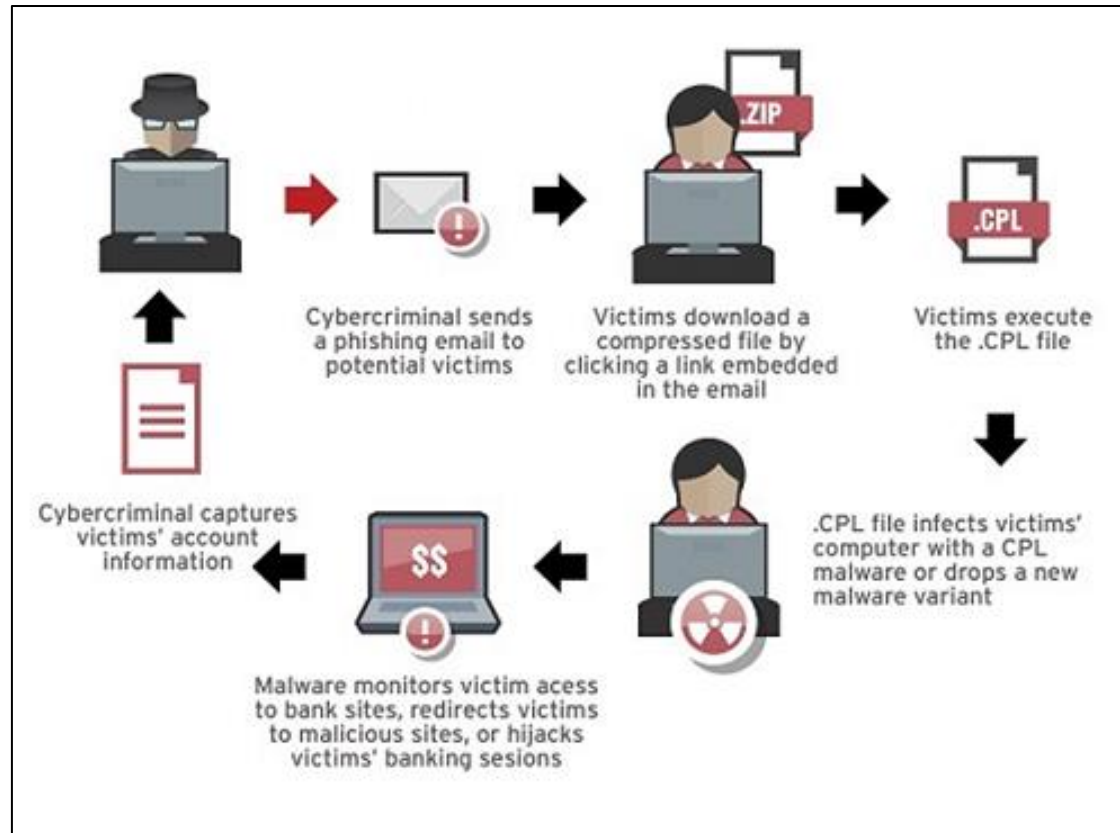 .ZIP
.CPL
Cybercriminal sends
a phishing email to
potential victims
Victims download a
compressed file by
clicking a link embedded
in the email
Victims execute
the .CPL file
.CPL file infects victims'
computer with a CPL
malware or drops a new
malware variant
$$
Malware monitors victim acess
to bank sites, redirects victims
to malicious sites, or hijacks
victims' banking sesions
Cybercriminal captures
victims' account
information